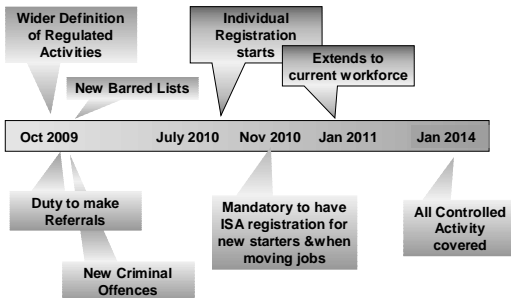 Wider Definition
of Regulated
Activities
Individual
Registration
starts
Extends to
current workforce
New Barred Lists
Oct 2009 July 2010 Nov 2010 Jan 2011 Jan 2014
Duty to make
Referrals
New Criminal
Offences
Mandatory to have
ISA registration for
new starters &when
moving jobs
All Controlled
Activity
covered